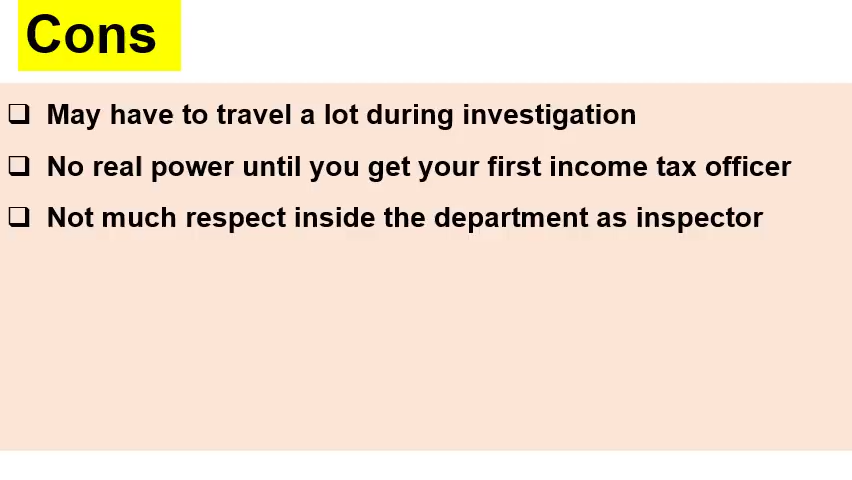 Cons
❑ May have to travel a lot during investigation
❑ No real power until you get your first income tax officer
❑ Not much respect inside the department as inspector